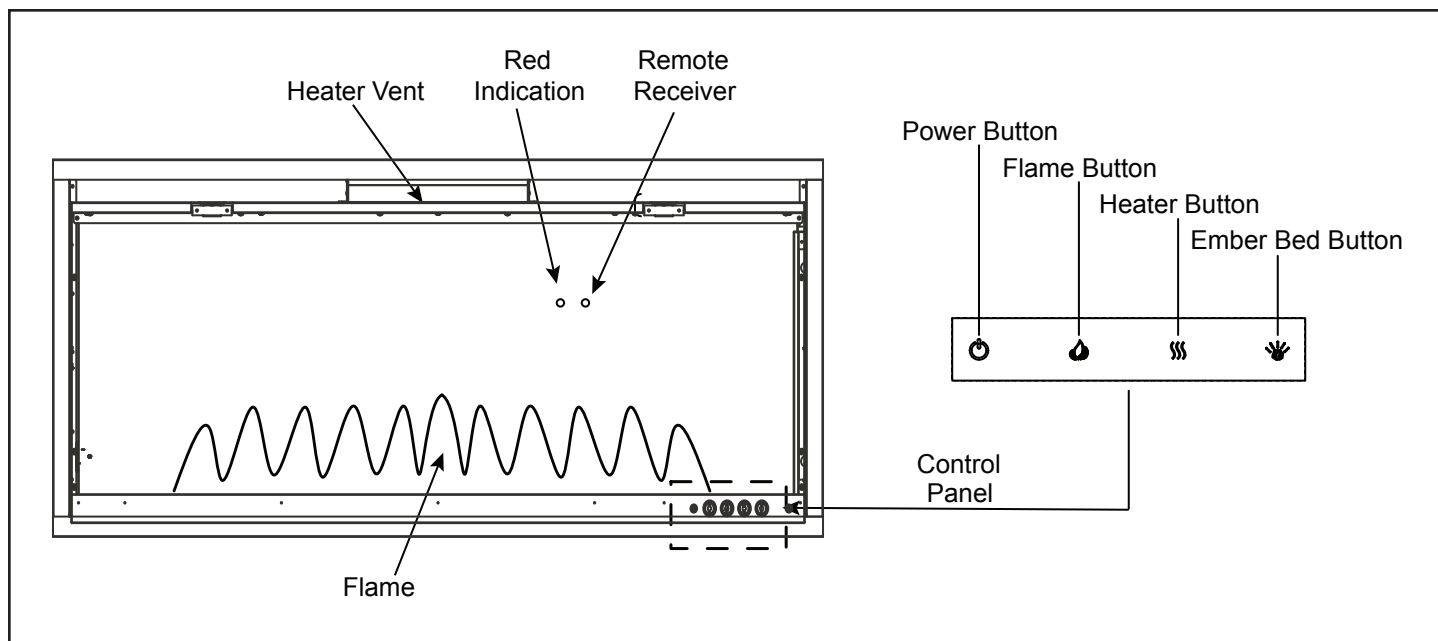 Red
Indication
Remote
Receiver
Heater Vent
Power Button
Flame Button
Heater Button
Ember Bed Button
Control
Panel
Flame